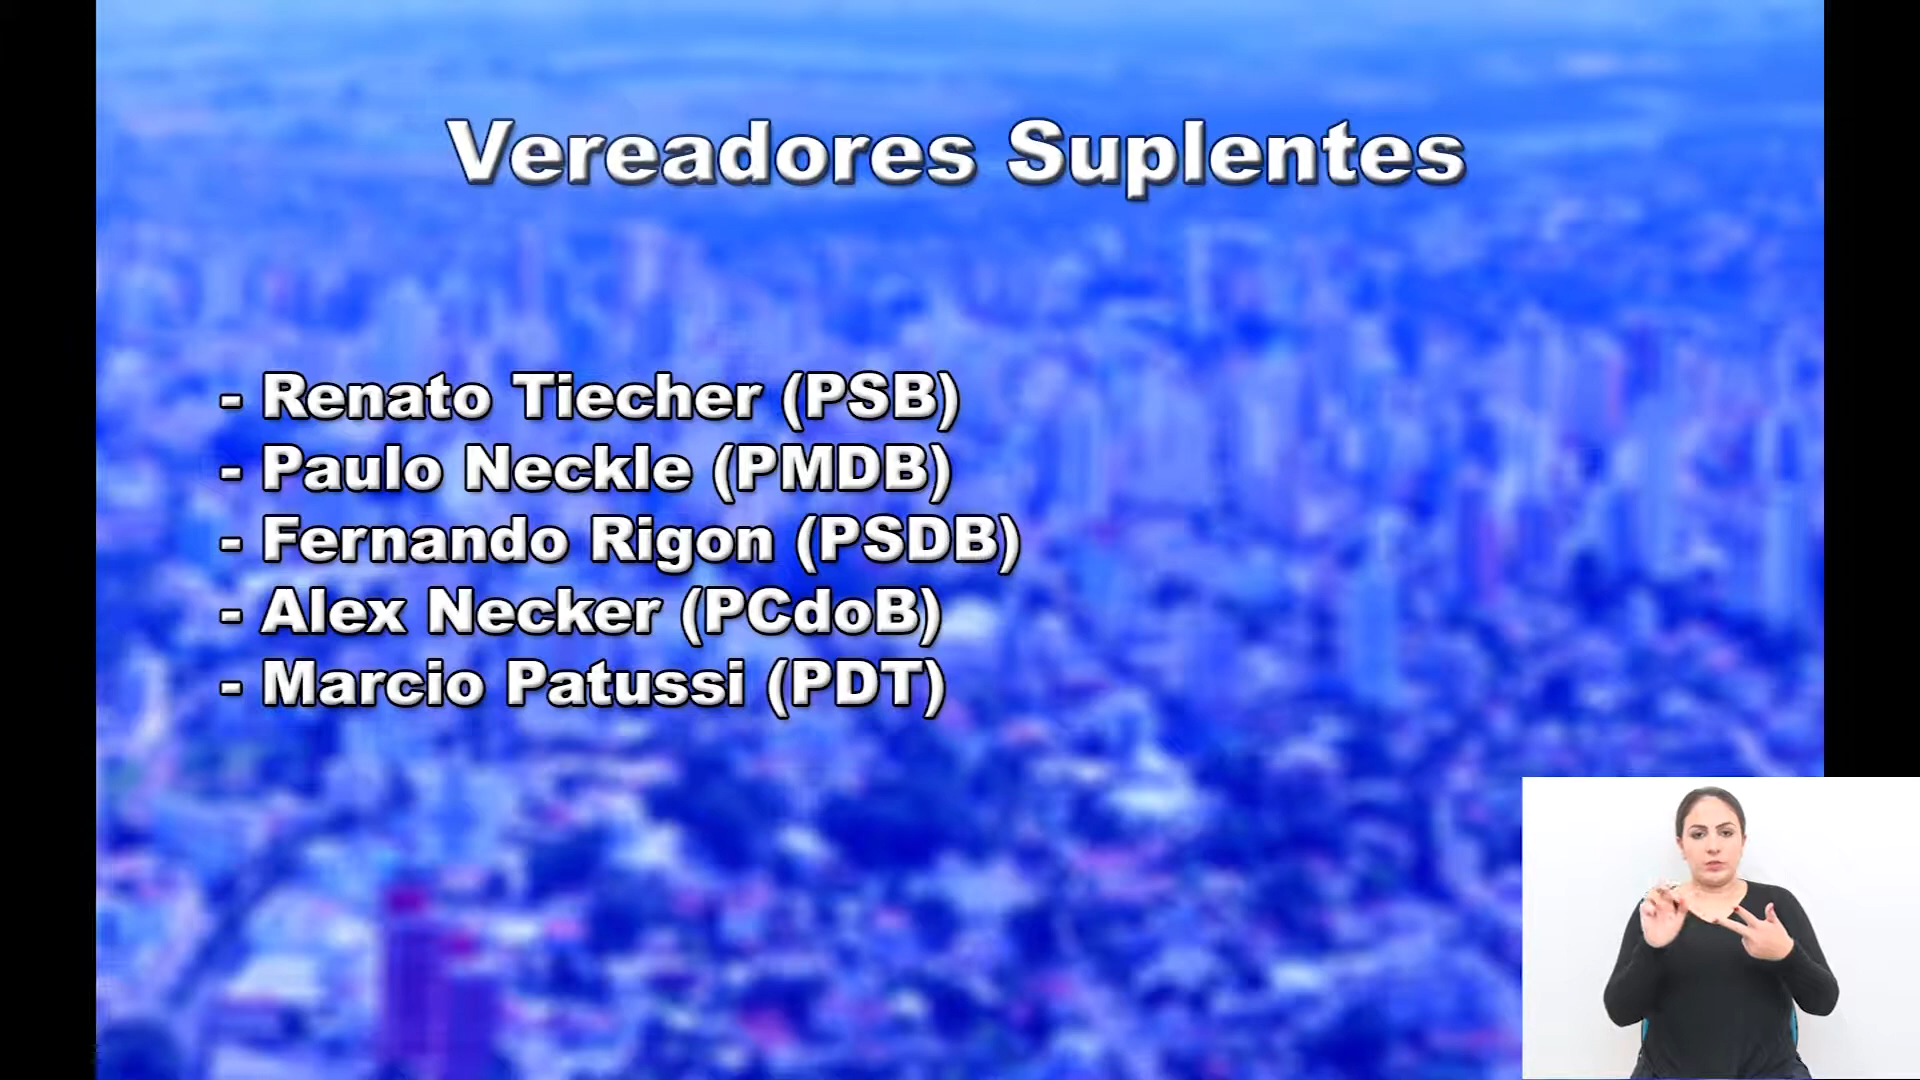 Vereadores Suplentes
- Renato Tiecher (PSB)
- Paulo Neckle (PMDB)
- Fernando Rigon (PSDB)
- Alex Necker (PCdoB)
- Marcio Patussi (PDT)